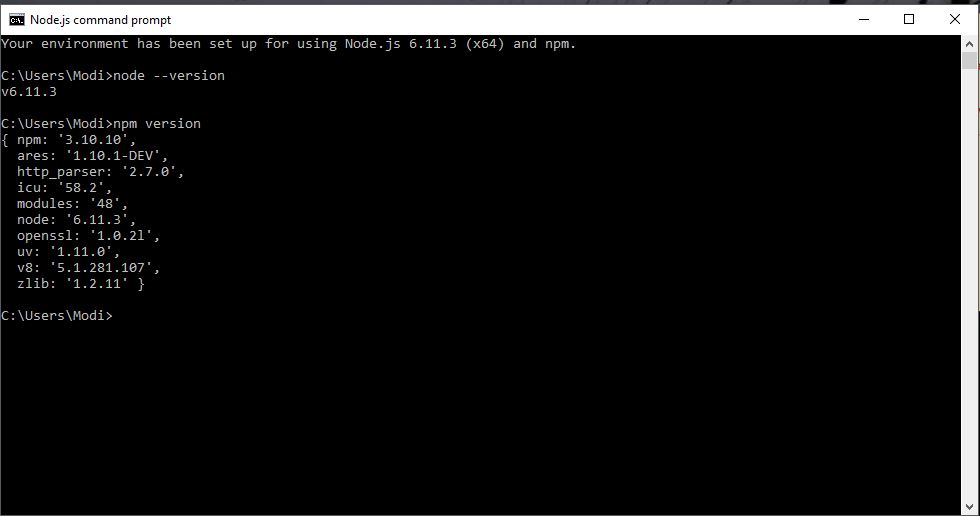 Node.js command prompt
Your environment has been set up for using Node.js 6.11.3 (x64) and npm.
C:\Users\Modi>node --version
v6.11.3
C:\Users\Modi>npm version
{ npm: '3.10.10',
  ares: '1.10.1-DEV',
  http_parser: '2.7.0',
  icu: '58.2',
  modules: '48',
  node: '6.11.3',
  openssl: '1.0.2l',
  uv: '1.11.0',
  v8: '5.1.281.107',
  zlib: '1.2.11' }
C:\Users\Modi>